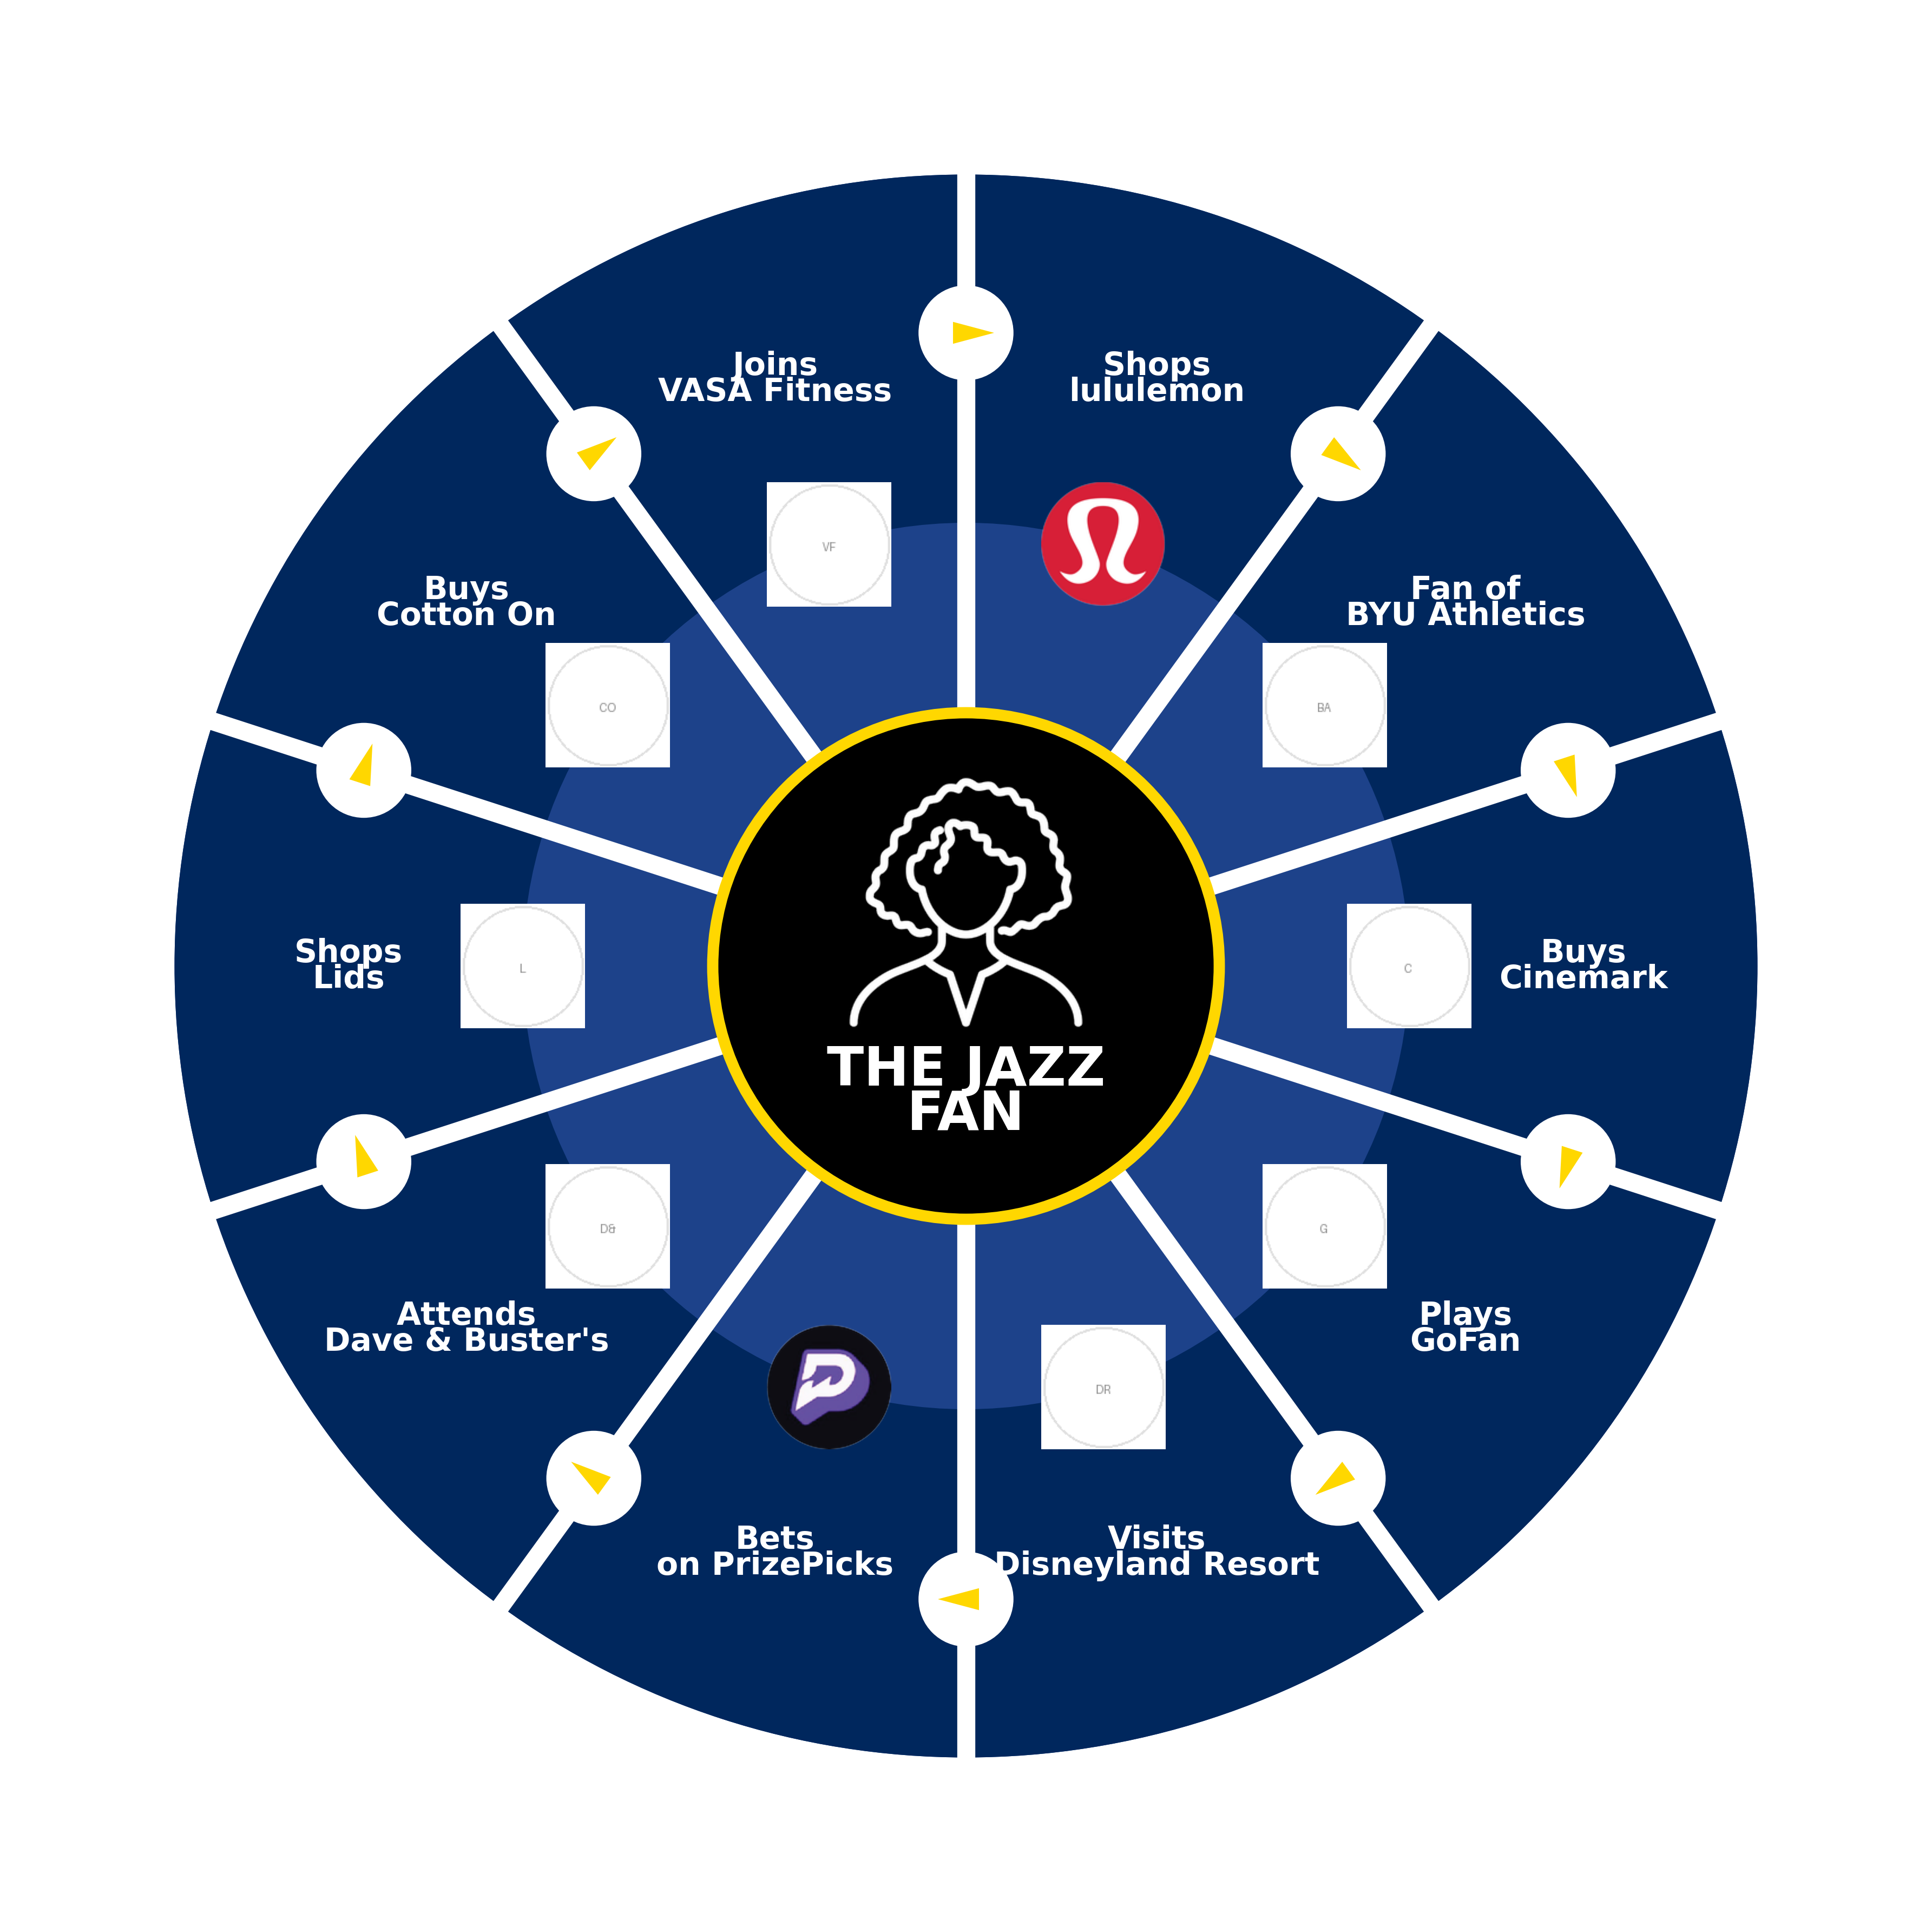 Joins
VASA Fitness
Shops
lululemon
VF
Buys
Cotton On
Fan of
BYU Athletics
CO
BA
Shops
Lids
L
C
Buys
Cinemark
THE JAZZ
FAN
D&
G
Attends
Dave & Buster's
Plays
GoFan
DR
Bets
on PrizePicks
Visits
Disneyland Resort